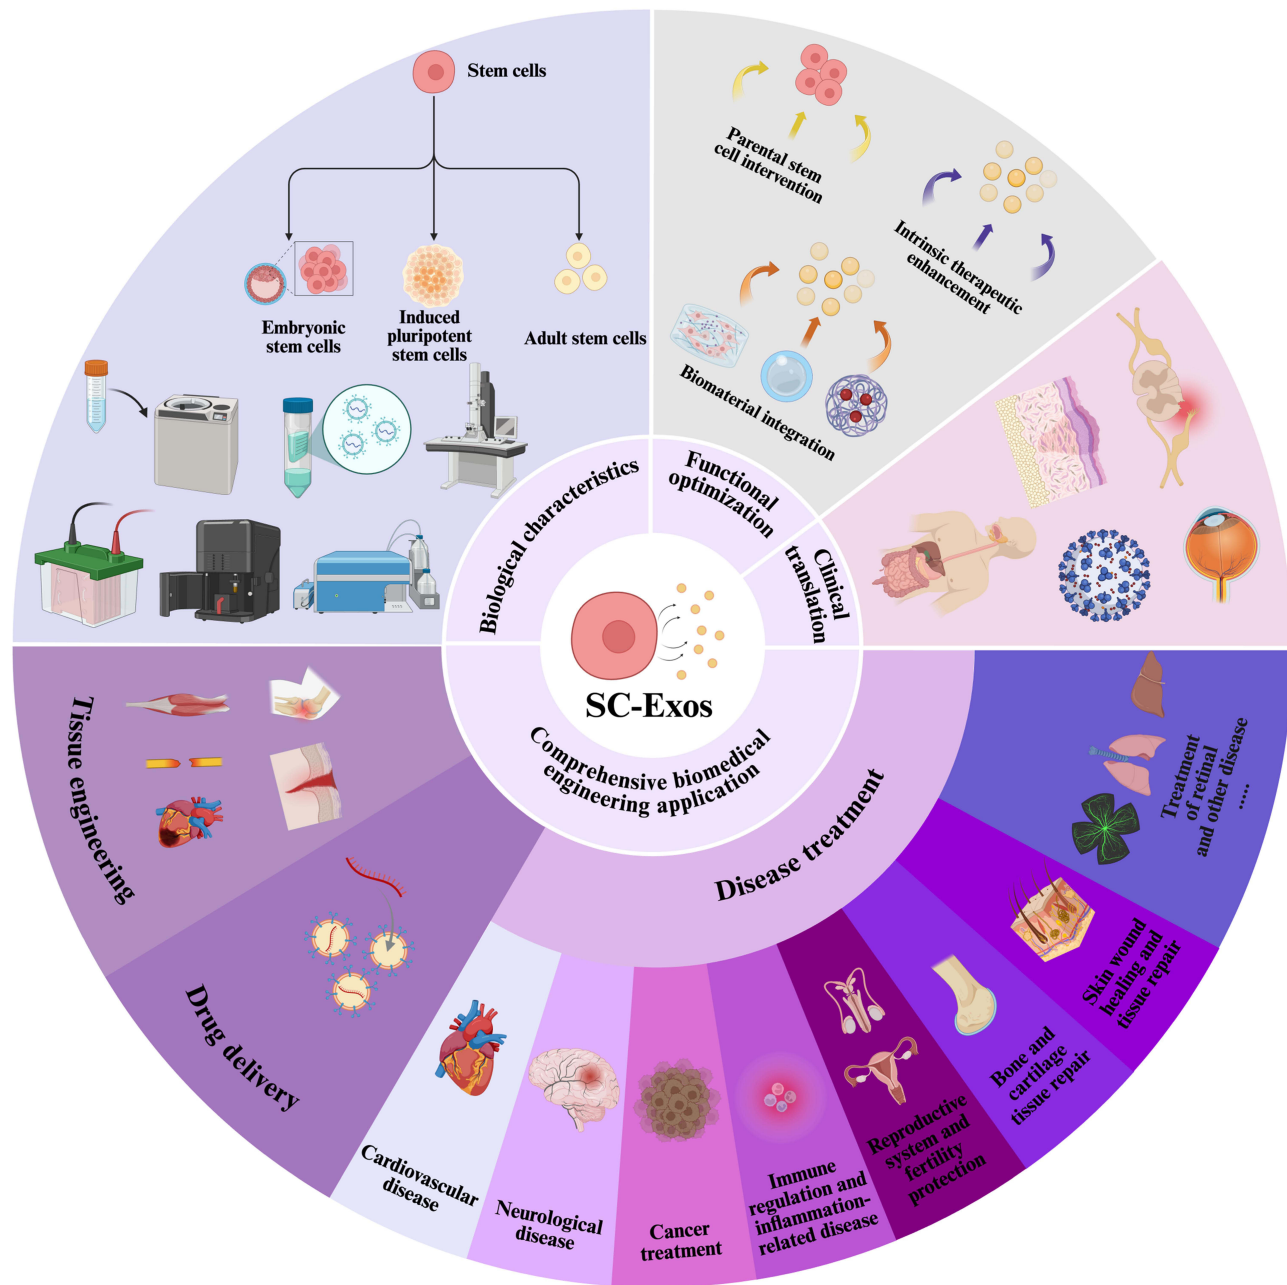 Stem cells
Embryonic
stem cells
Induced
pluripotent
stem cells
Adult stem cells
Parental stem
cell intervention
Intrinsic therapeutic
enhancement
Biomaterial integration
Biological characteristics
Functional
optimization
Clinical
translation
SC-Exos
Comprehensive biomedical
engineering application
Tissue engineering
Drug delivery
Disease treatment
Cardiovascular
disease
Neurological
disease
Cancer
treatment
Immune
regulation and
inflammation-
related disease
Reproductive
system and
fertility
protection
Bone and
cartilage
tissue repair
Skin wound
healing and
tissue repair
Treatment
of retinal
and other disease
......